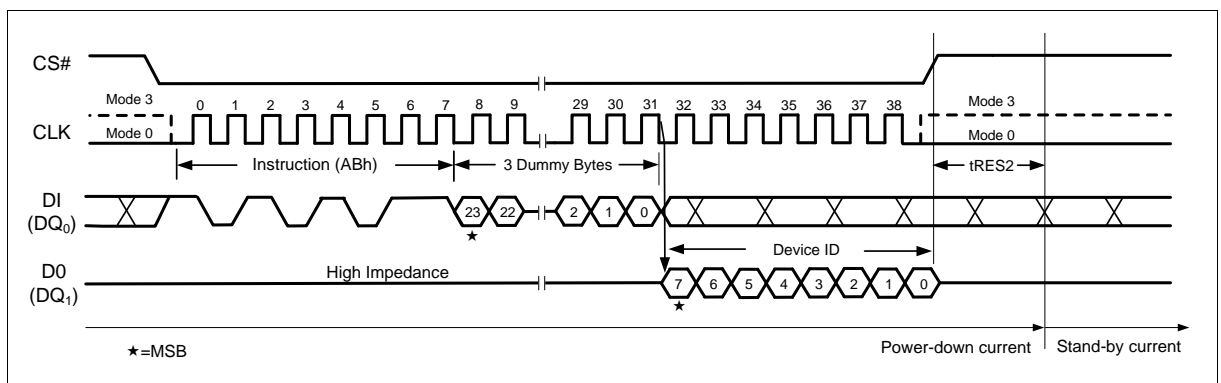 CS#
Mode 3 0 1 2 3 4 5 6 7 8 9 29 30 31 32 33 34 35 36 37 38 Mode 3
CLK Mode 0 Mode 0
Instruction (ABh) 3 Dummy Bytes tRES2
DI
(DQ0) 23 22 2 1 0
★
Device ID
D0 High Impedance
(DQ1) 7 6 5 4 3 2 1 0
★
★=MSB Power-down current Stand-by current